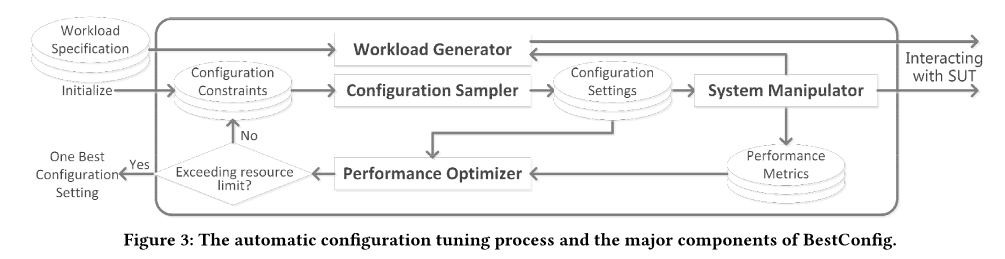 Workload
Specification
Workload Generator
Interacting
with SUT
Initialize
Configuration
Constraints
Configuration Sampler
Configuration
Settings
System Manipulator
No
One Best
Configuration
Setting
Yes
Exceeding resource
limit?
Performance Optimizer
Performance
Metrics
Figure 3: The automatic configuration tuning process and the major components of BestConfig.